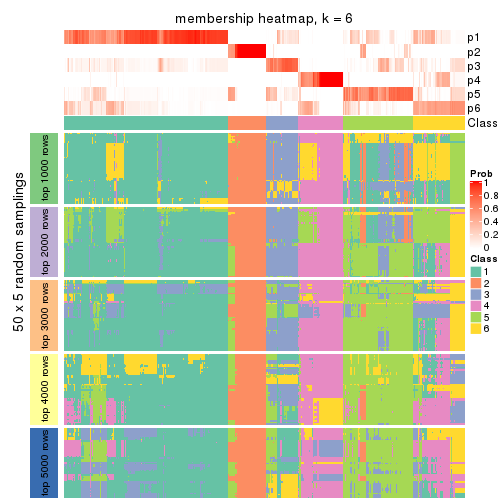 membership heatmap, k = 6
p1
p2
p3
p4
p5
p6
Class
50 x 5 random samplings
top 1000 rows
top 2000 rows
top 3000 rows
top 4000 rows
top 5000 rows
Prob
1
0.8
0.6
0.4
0.2
0
Class
1
2
3
4
5
6